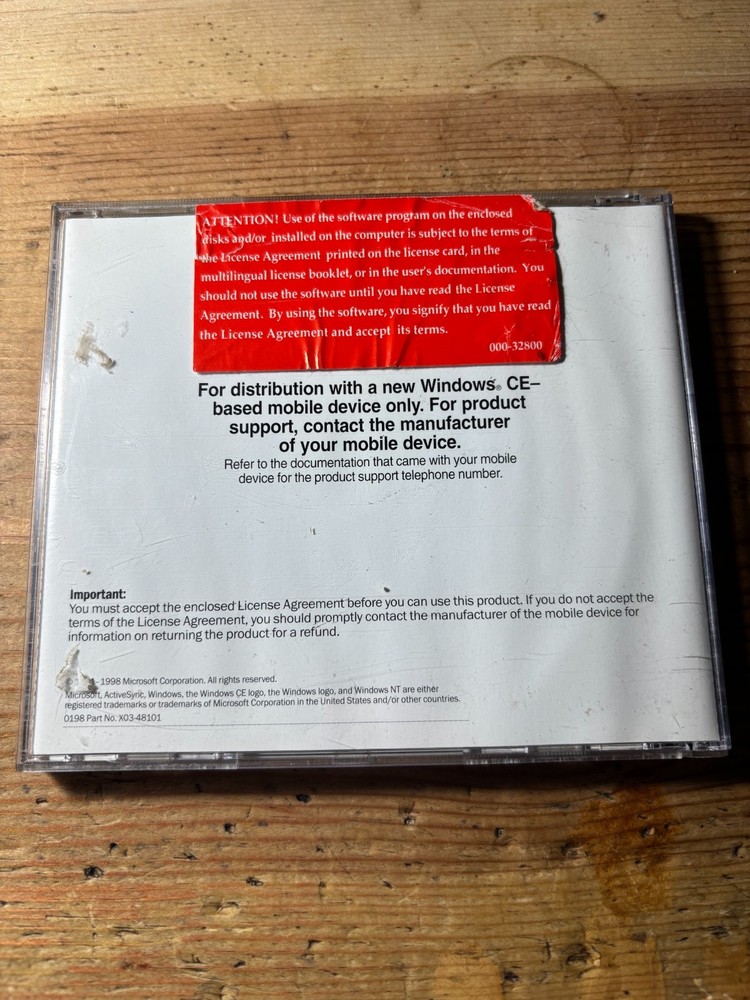 ATTENTION! Use of the software program on the enclosed
disks and/or installed on the computer is subject to the terms of
the License Agreement printed on the license card, in the
multilingual license booklet, or in the user's documentation. You
should not use the software until you have read the License
Agreement. By using the software, you signify that you have read
the License Agreement and accept its terms.
000-32800
For distribution with a new Windows® CE–
based mobile device only. For product
support, contact the manufacturer
of your mobile device.
Refer to the documentation that came with your mobile
device for the product support telephone number.
Important:
You must accept the enclosed License Agreement before you can use this product. If you do not accept the
terms of the License Agreement, you should promptly contact the manufacturer of the mobile device for
information on returning the product for a refund.
- 1998 Microsoft Corporation. All rights reserved.
Microsoft, ActiveSync, Windows, the Windows CE logo, the Windows logo, and Windows NT are either
registered trademarks or trademarks of Microsoft Corporation in the United States and/or other countries.
0198 Part No. X03-48101